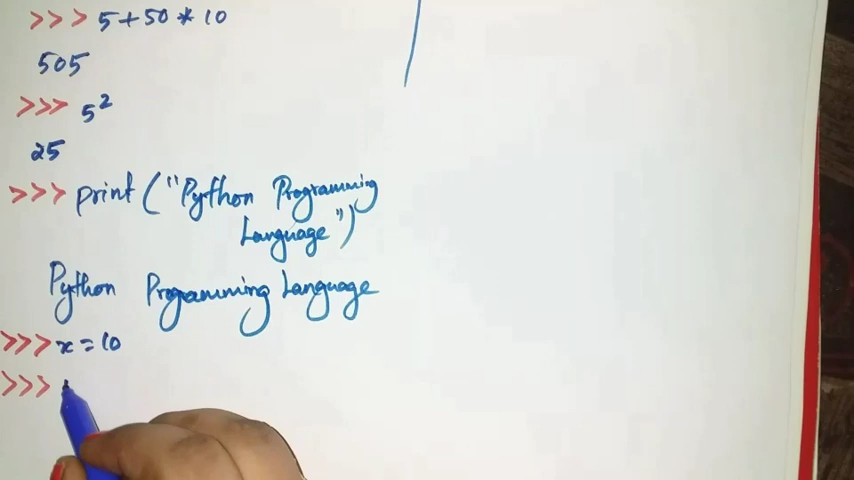 >>> 5+50*10
505
>>> 5²
25
>>> print ("Python Programming
Language")
Python Programming Language
>>> x = 10
>>>